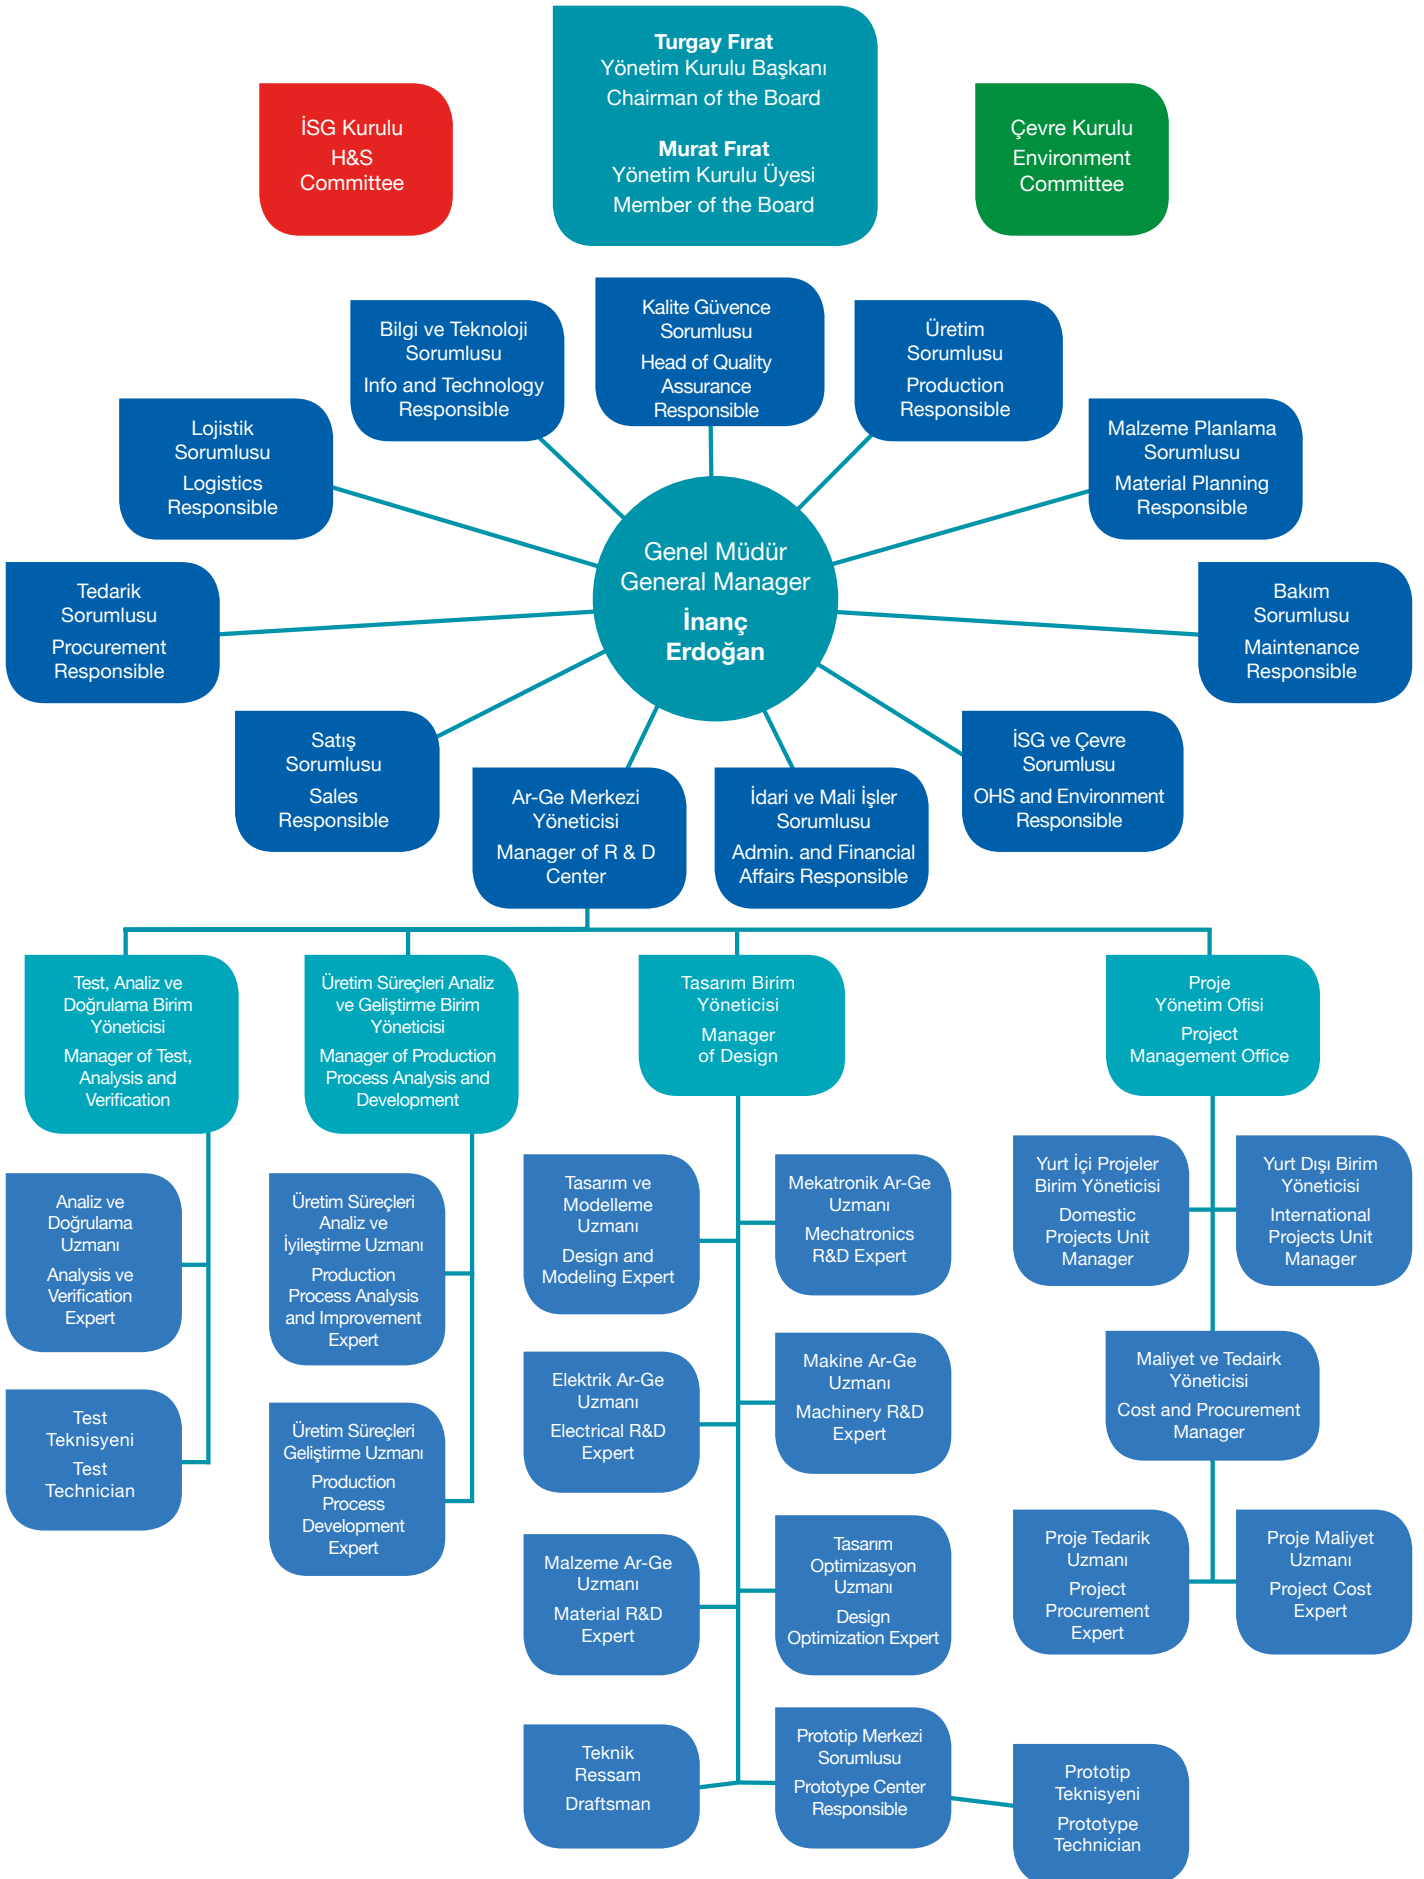 Turgay Fırat
Yönetim Kurulu Başkanı
Chairman of the Board
Murat Fırat
Yönetim Kurulu Üyesi
Member of the Board
İSG Kurulu
H&S
Committee
Çevre Kurulu
Environment
Committee
Kalite Güvence
Sorumlusu
Head of Quality
Assurance
Responsible
Bilgi ve Teknoloji
Sorumlusu
Info and Technology
Responsible
Üretim
Sorumlusu
Production
Responsible
Lojistik
Sorumlusu
Logistics
Responsible
Malzeme Planlama
Sorumlusu
Material Planning
Responsible
Genel Müdür
General Manager
İnanç
Erdoğan
Tedarik
Sorumlusu
Procurement
Responsible
Bakım
Sorumlusu
Maintenance
Responsible
Satış
Sorumlusu
Sales
Responsible
Ar-Ge Merkezi
Yöneticisi
Manager of R & D
Center
İdari ve Mali İşler
Sorumlusu
Admin. and Financial
Affairs Responsible
İSG ve Çevre
Sorumlusu
OHS and Environment
Responsible
Test, Analiz ve
Doğrulama Birim
Yöneticisi
Manager of Test,
Analysis and
Verification
Üretim Süreçleri Analiz
ve Geliştirme Birim
Yöneticisi
Manager of Production
Process Analysis and
Development
Tasarım Birim
Yöneticisi
Manager
of Design
Proje
Yönetim Ofisi
Project
Management Office
Analiz ve
Doğrulama
Uzmanı
Analysis ve
Verification
Expert
Test
Teknisyeni
Test
Technician
Üretim Süreçleri
Analiz ve
İyileştirme Uzmanı
Production
Process Analysis
and Improvement
Expert
Üretim Süreçleri
Geliştirme Uzmanı
Production
Process
Development
Expert
Tasarım ve
Modelleme
Uzmanı
Design and
Modeling Expert
Mekatronik Ar-Ge
Uzmanı
Mechatronics
R&D Expert
Elektrik Ar-Ge
Uzmanı
Electrical R&D
Expert
Makine Ar-Ge
Uzmanı
Machinery R&D
Expert
Malzeme Ar-Ge
Uzmanı
Material R&D
Expert
Tasarım
Optimizasyon
Uzmanı
Design
Optimization Expert
Teknik
Ressam
Draftsman
Prototip Merkezi
Sorumlusu
Prototype Center
Responsible
Prototip
Teknisyeni
Prototype
Technician
Yurt İçi Projeler
Birim Yöneticisi
Domestic
Projects Unit
Manager
Yurt Dışı Birim
Yöneticisi
International
Projects Unit
Manager
Maliyet ve Tedairk
Yöneticisi
Cost and Procurement
Manager
Proje Tedarik
Uzmanı
Project
Procurement
Expert
Proje Maliyet
Uzmanı
Project Cost
Expert